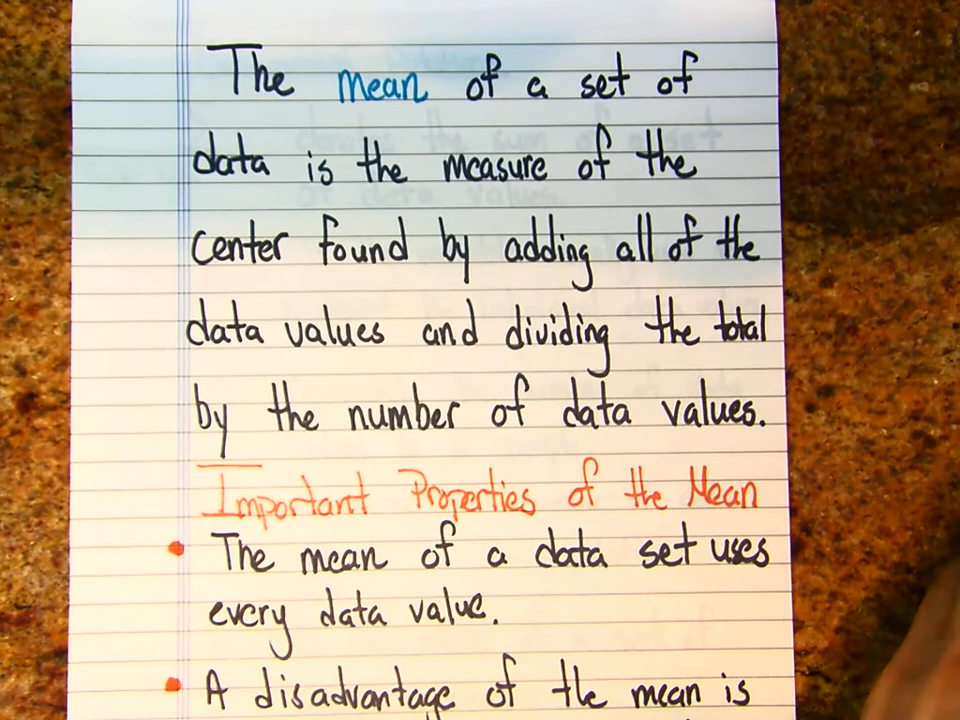 The mean of a set of
data is the measure of the
center found by adding all of the
data values and dividing the total
by the number of data values.
Important Properties of the Mean
• The mean of a data set uses
every data value.
• A disadvantage of the mean is